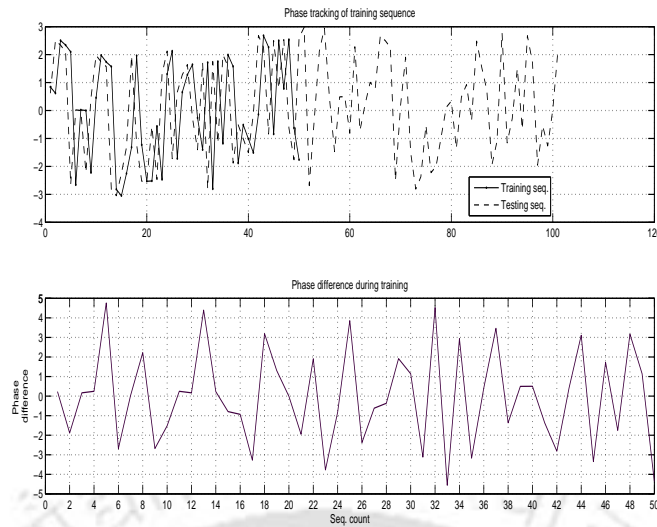 Phase tracking of training sequence
3
2
1
0
−1
−2
−3
−4
0 20 40 60 80 100 120
Training seq.
Testing seq.
Phase difference during training
5
4
3
2
1
0
−1
−2
−3
−4
−5
Phase
difference
0 2 4 6 8 10 12 14 16 18 20 22 24 26 28 30 32 34 36 38 40 42 44 46 48 50
Seq. count